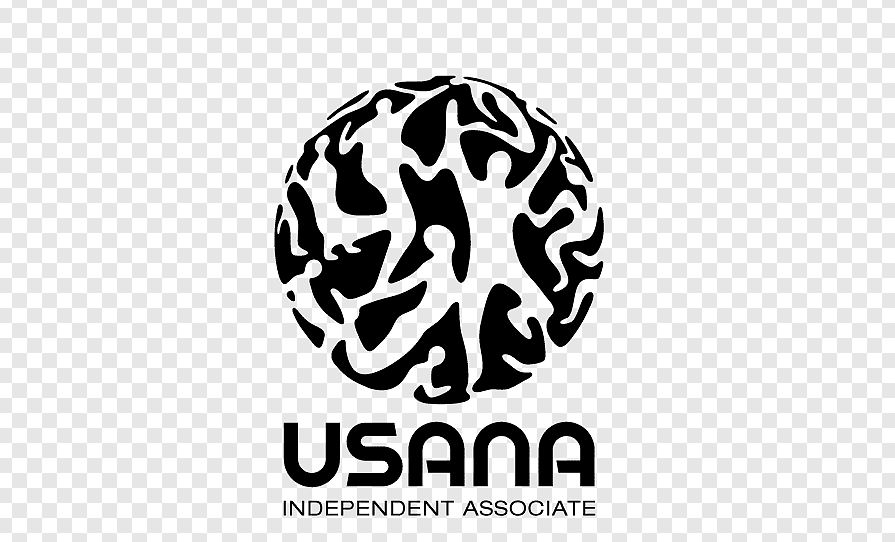 USANA
INDEPENDENT ASSOCIATE